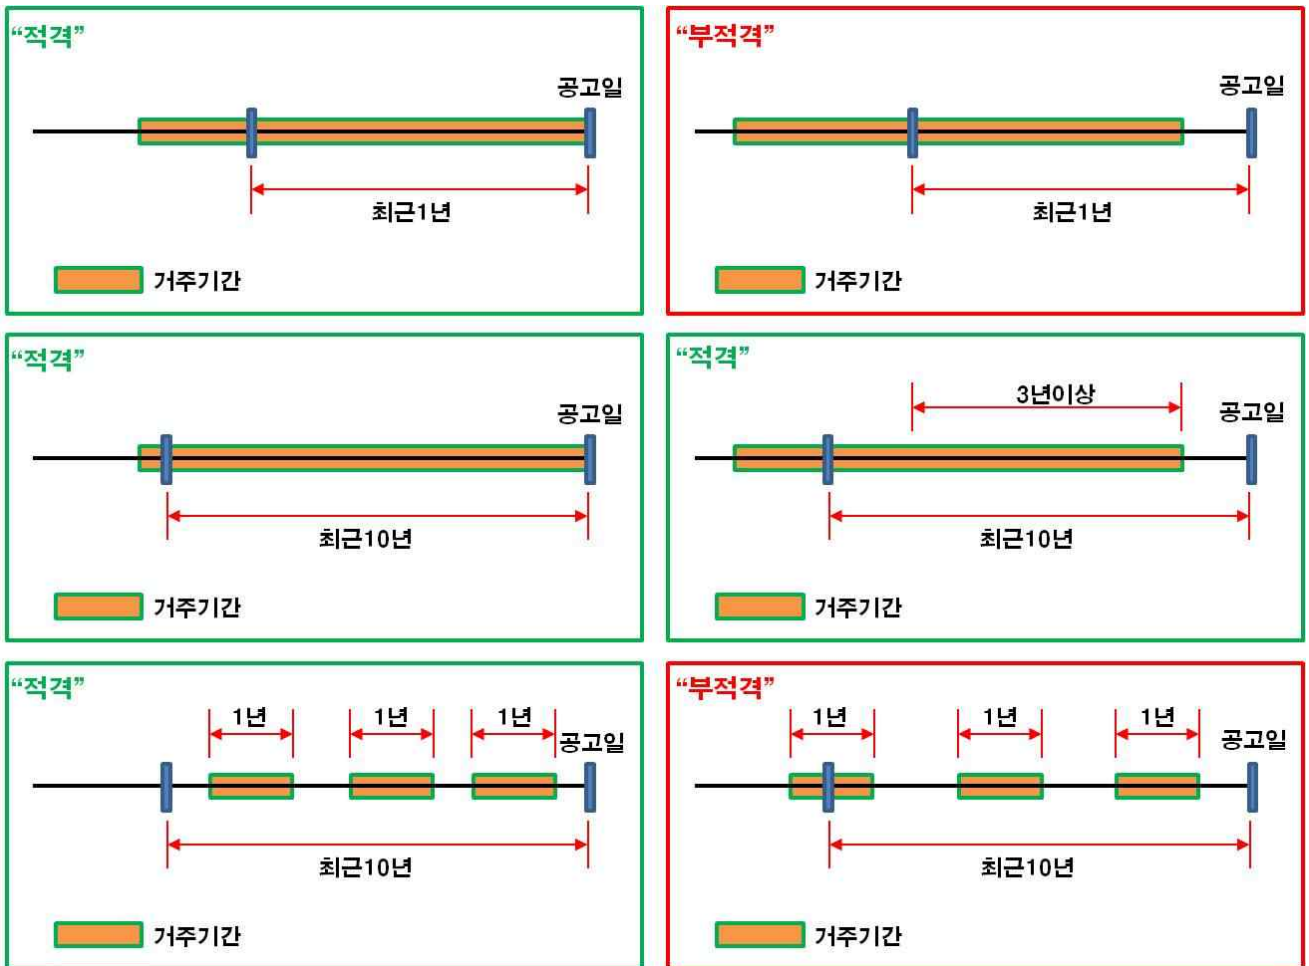 “적격”
공고일
최근1년
거주기간
“부적격”
공고일
최근1년
거주기간
“적격”
공고일
최근10년
거주기간
“적격”
3년이상
공고일
최근10년
거주기간
“적격”
1년 1년 1년
공고일
최근10년
거주기간
“부적격”
1년 1년 1년
공고일
최근10년
거주기간